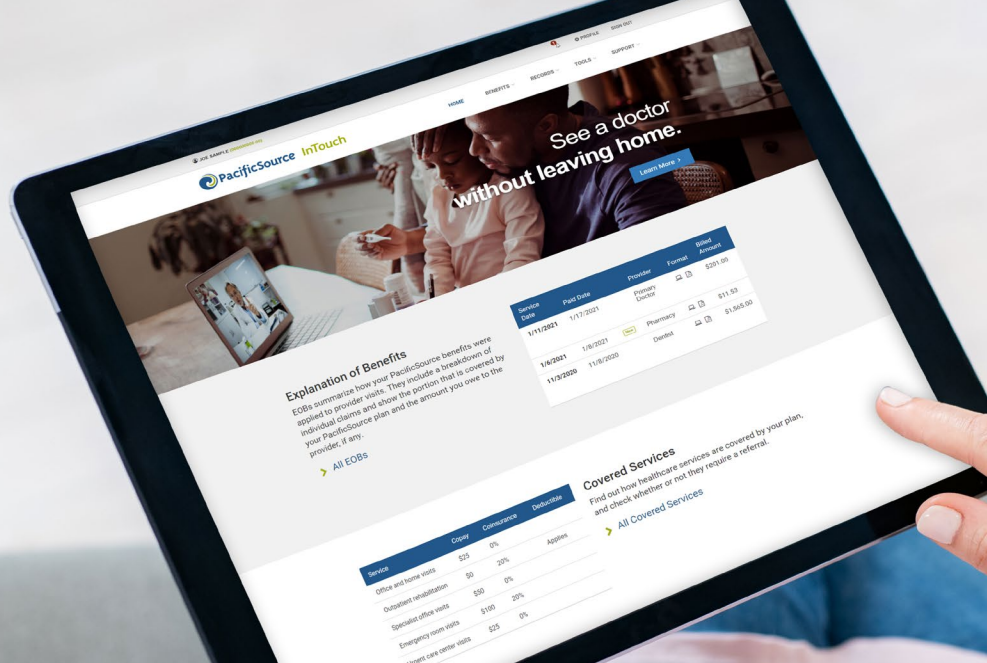 JOE SAMPLE
PROFILE
SIGN OUT
PacificSource InTouch
HOME
BENEFITS
RECORDS
TOOLS
SUPPORT
See a doctor
without leaving home.
Learn More >
Explanation of Benefits
EOBs summarize how your PacificSource benefits were
applied to provider visits. They include a breakdown of
individual claims and show the portion that is covered by
your PacificSource plan and the amount you owe to the
provider, if any.
> All EOBs
Service Date Paid Date Provider Format Billed Amount
1/11/2021 1/17/2021 Primary Doctor $201.00
1/6/2021 1/8/2021 Pharmacy $11.53
11/3/2020 11/8/2020 Dentist $1,565.00
Covered Services
Find out how healthcare services are covered by your plan,
and check whether or not they require a referral.
> All Covered Services
Service Copay Coinsurance Deductible
Office and home visits $25 0%
Outpatient rehabilitation $0 20% Applies
Specialist office visits $50 0%
Emergency room visits $100 20%
care center visits $25 0%